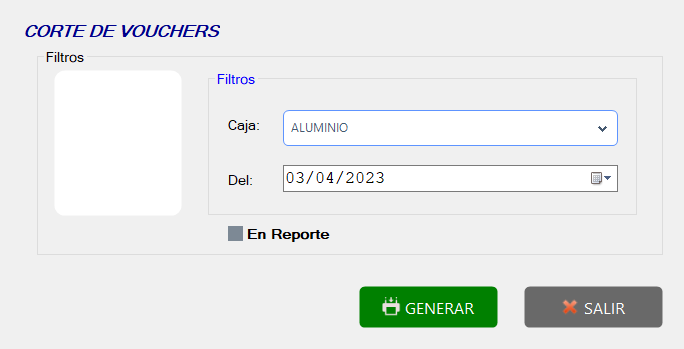 CORTE DE VOUCHERS
Filtros
Filtros
Caja: ALUMINIO
Del: 03/04/2023
En Reporte
GENERAR SALIR